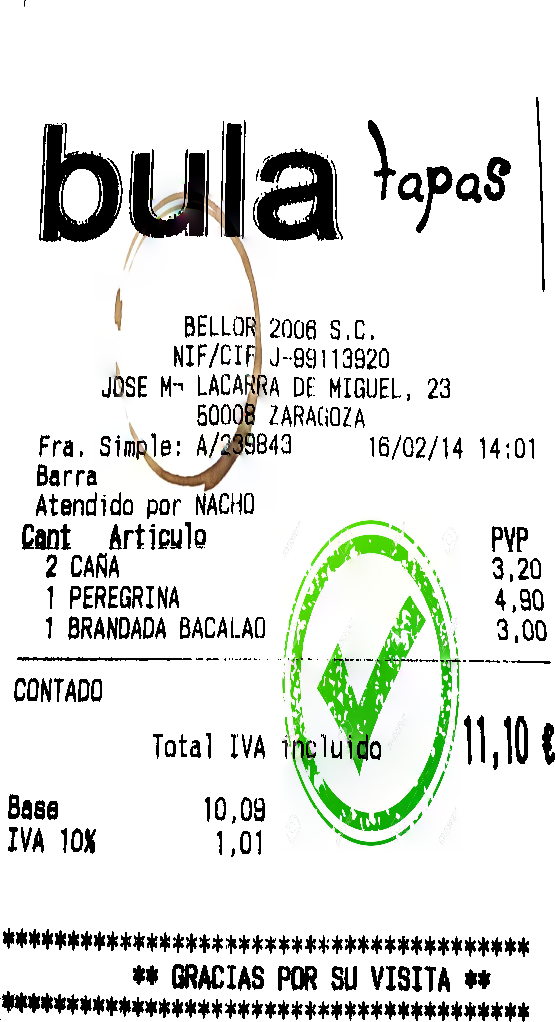 bula tapas
BELLOR 2006 S.C.
NIF/CIF J-99113920
JOSE Mª LACARRA DE MIGUEL, 23
50008 ZARAGOZA
Fra. Simple: A/239843 16/02/14 14:01
Barra
Atendido por NACHO
Cant Articulo PVP
2 CAÑA 3,20
1 PEREGRINA 4,90
1 BRANDADA BACALAO 3,00
CONTADO
Total IVA incluido 11,10 €
Base 10,09
IVA 10% 1,01
****************************************
** GRACIAS POR SU VISITA **
****************************************